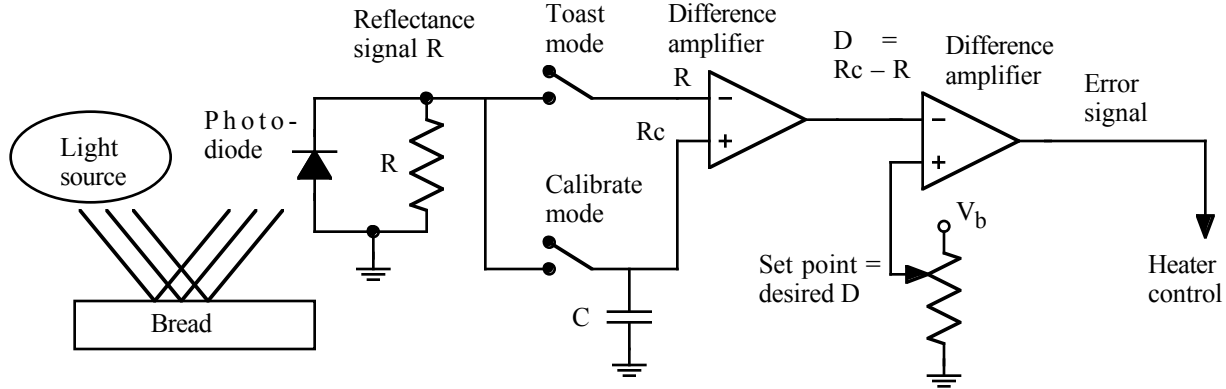 Reflectance
signal R
Toast
mode
Difference
amplifier
D =
Rc – R
Difference
amplifier
Error
signal
Photo-
diode
Light
source
R
R
Rc
Calibrate
mode
Vb
Set point =
desired D
Heater
control
Bread
C
−
+
−
+